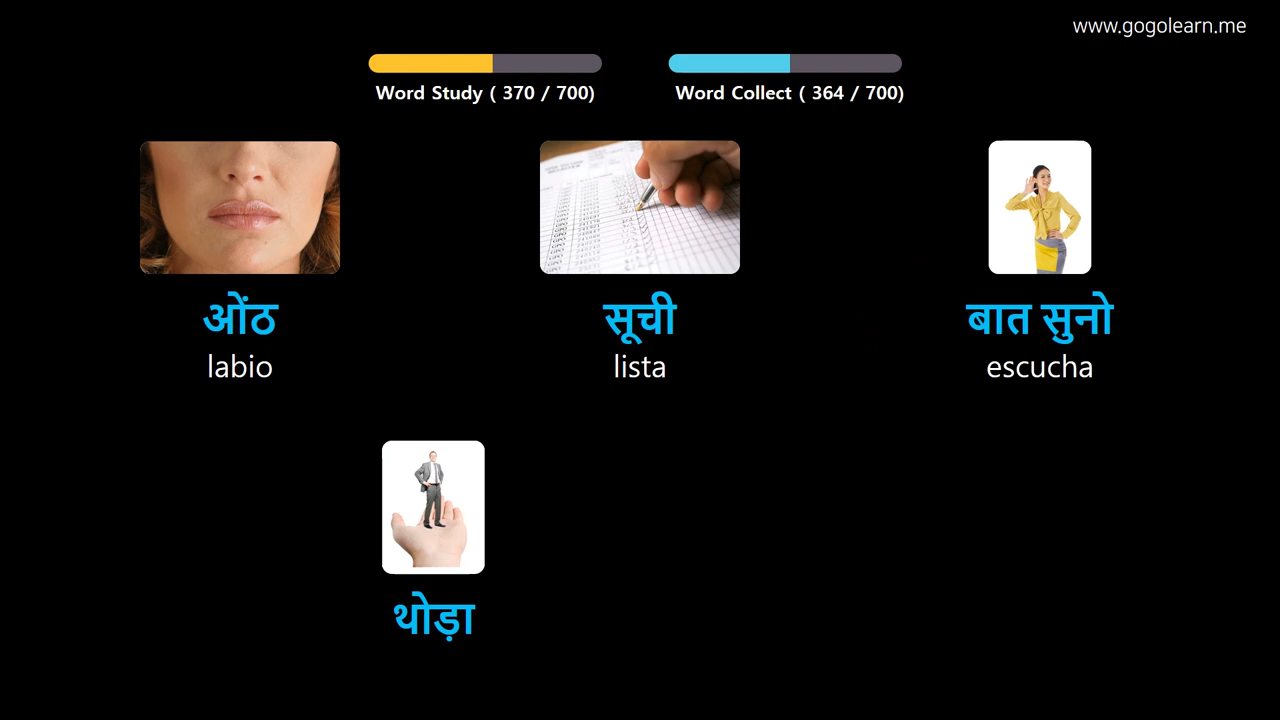 www.gogolearn.me
Word Study ( 370 / 700)
Word Collect ( 364 / 700)
ओंठ
labio
सूची
lista
बात सुनो
escucha
थोड़ा